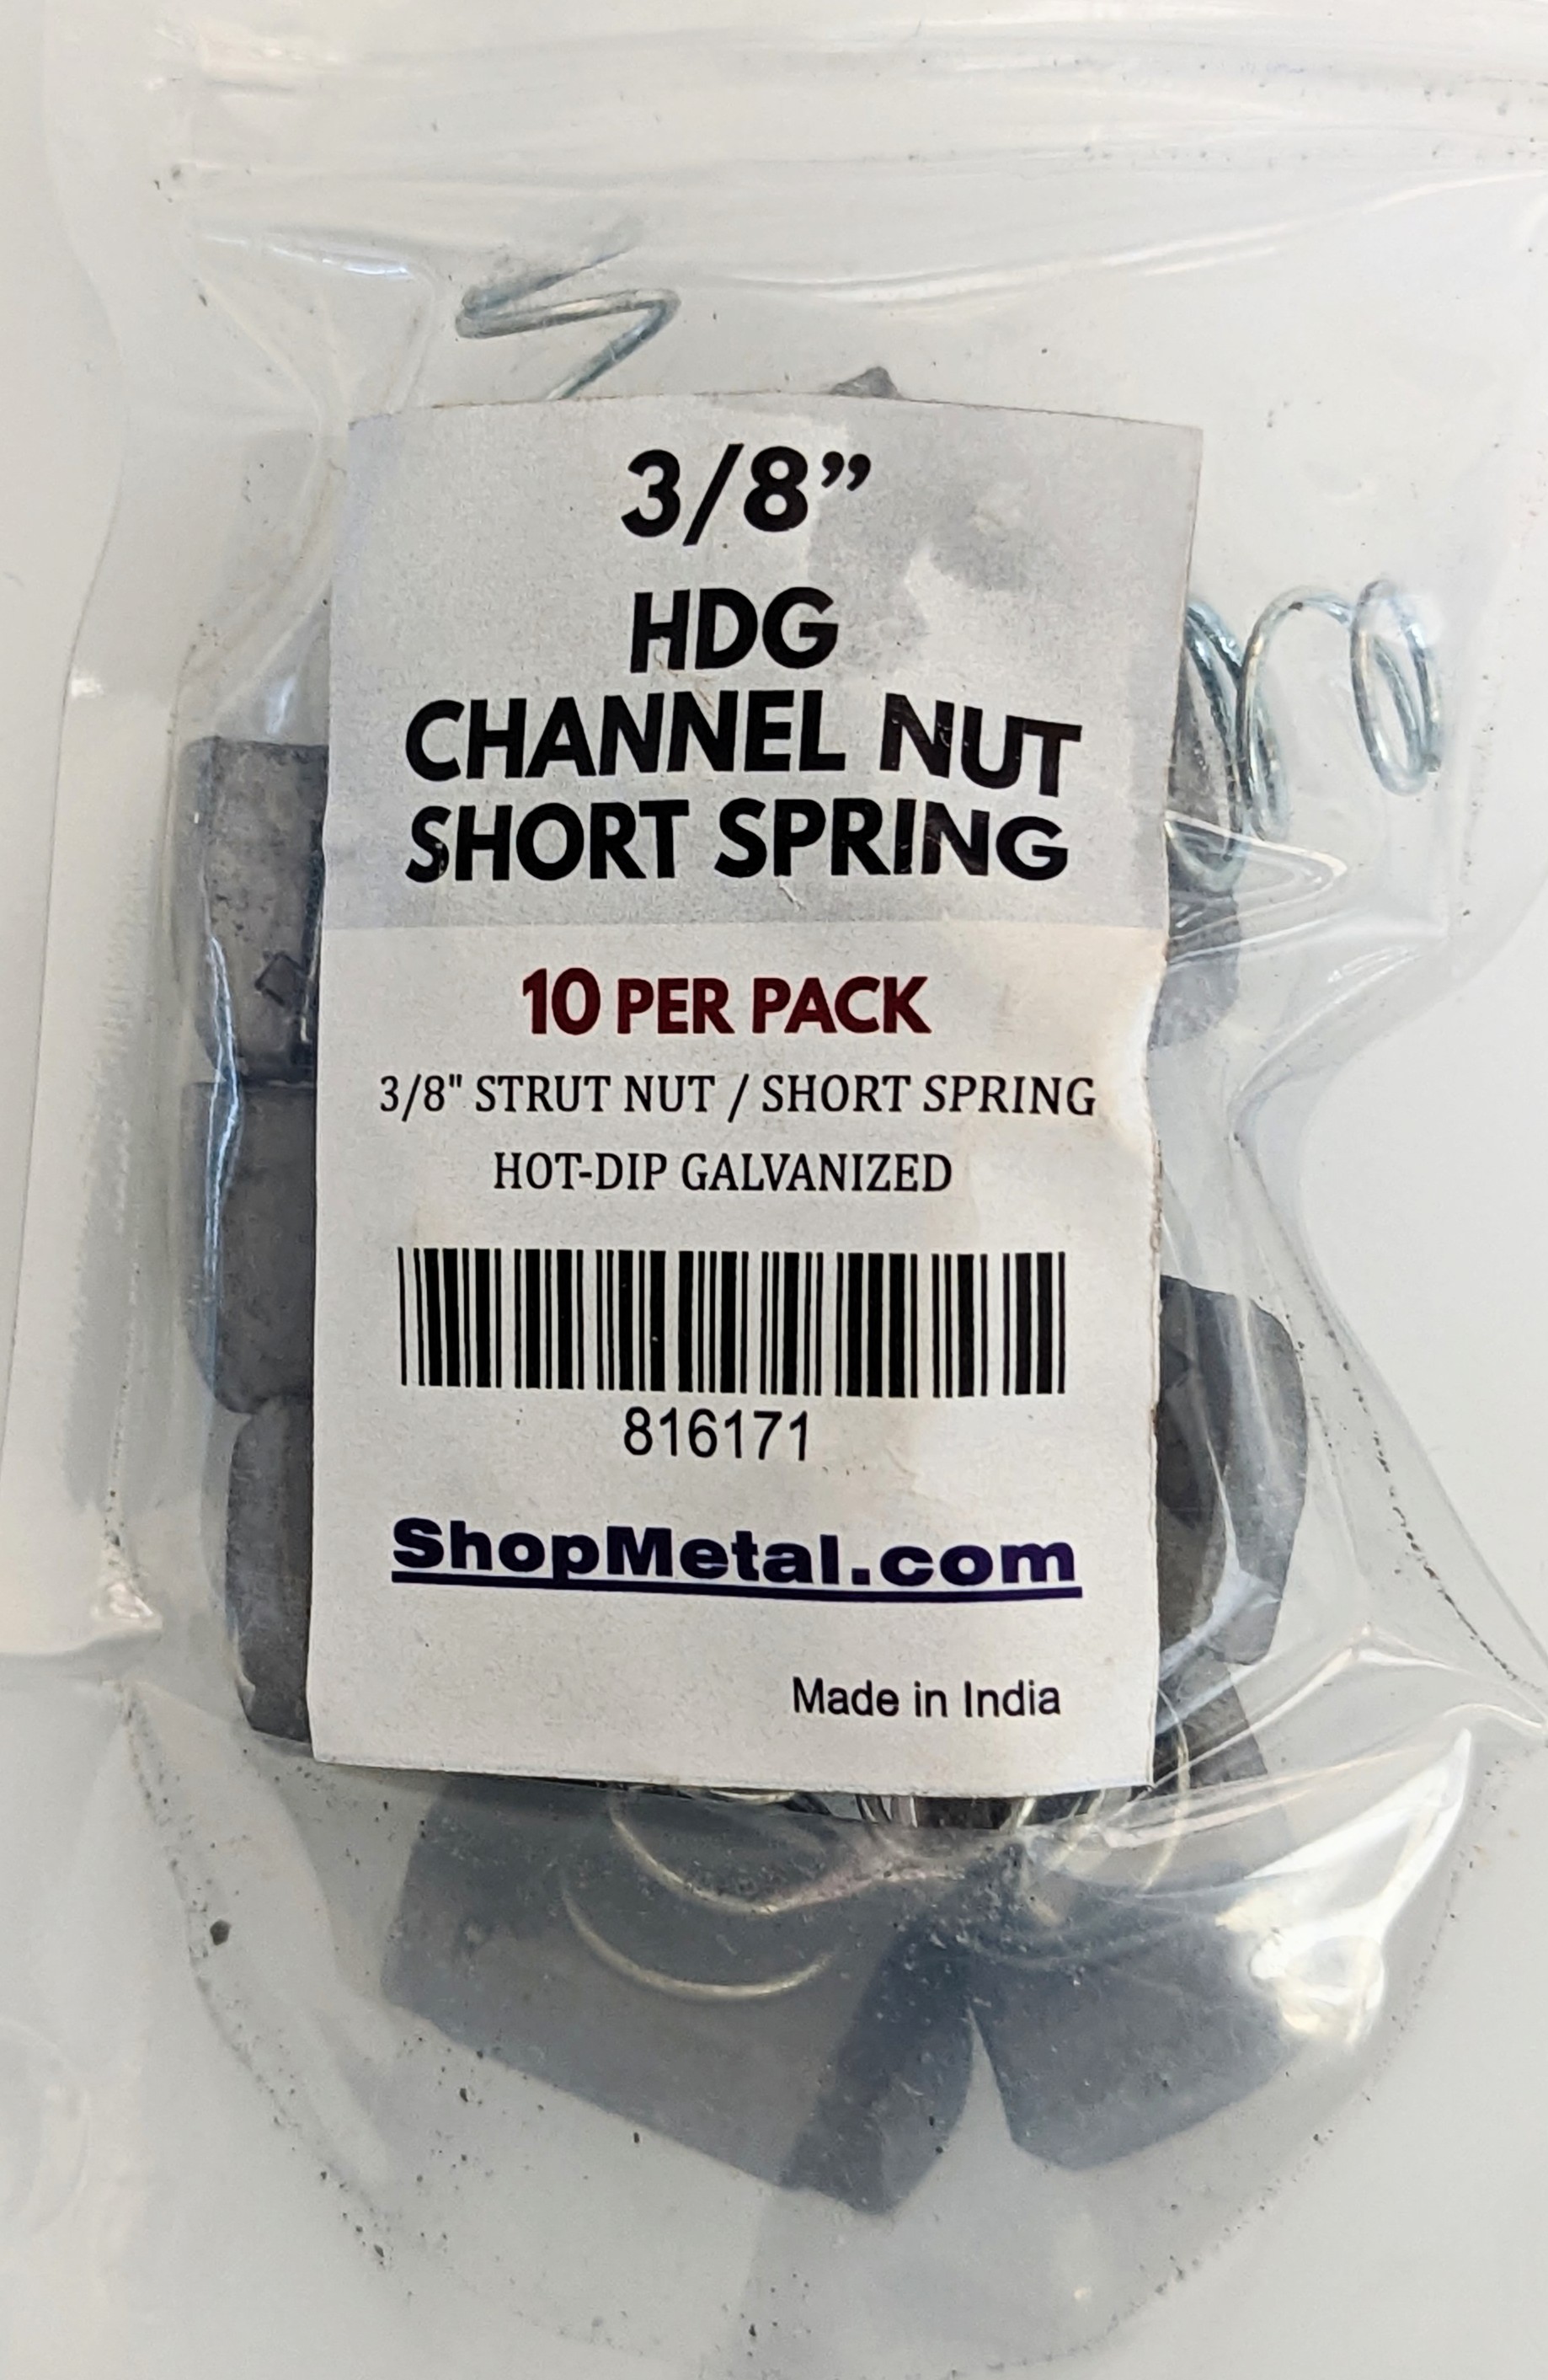 3/8”
HDG
CHANNEL NUT
SHORT SPRING
10 PER PACK
3/8" STRUT NUT / SHORT SPRING
HOT-DIP GALVANIZED
816171
ShopMetal.com
Made in India